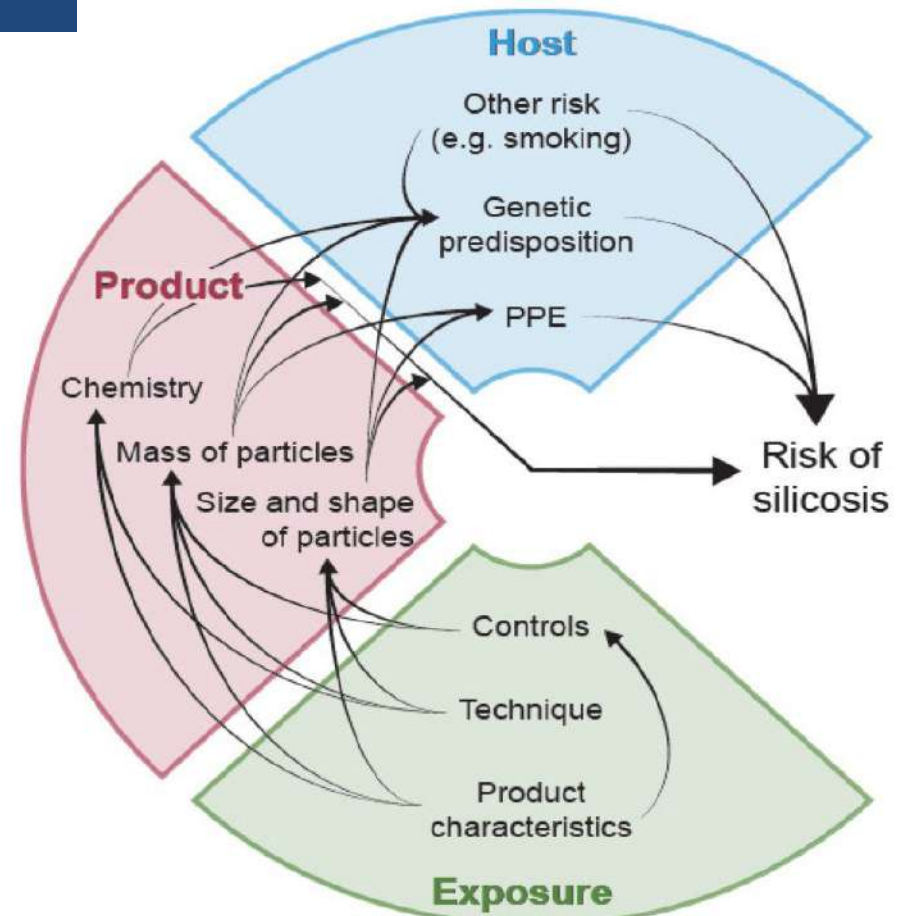 Host
Other risk
(e.g. smoking)
Genetic
predisposition
PPE
Product
Chemistry
Mass of particles
Size and shape
of particles
Risk of
silicosis
Controls
Technique
Product
characteristics
Exposure